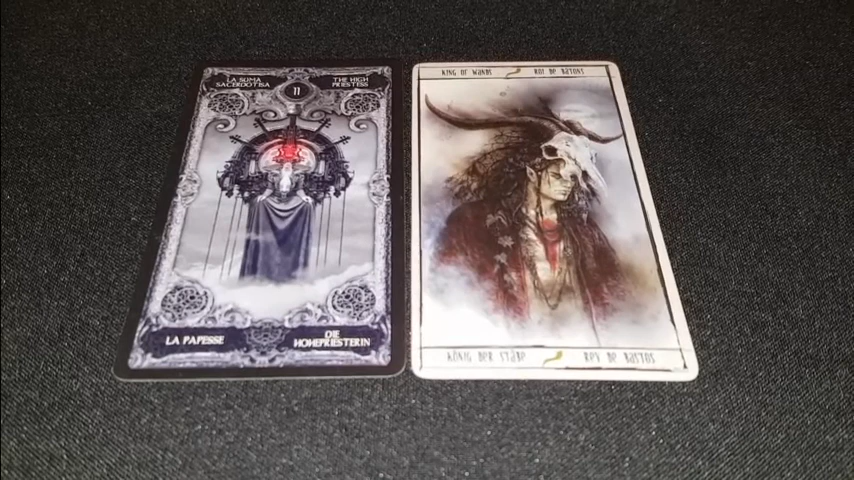 LA SUMA
SACERDOTISA
THE HIGH
PRIESTESS
II
LA PAPESSE
DIE
HOHEPRIESTERIN
KING OF WANDS
ROI DE BATONS
KÖNIG DER STÄBE
REY DE BASTOS